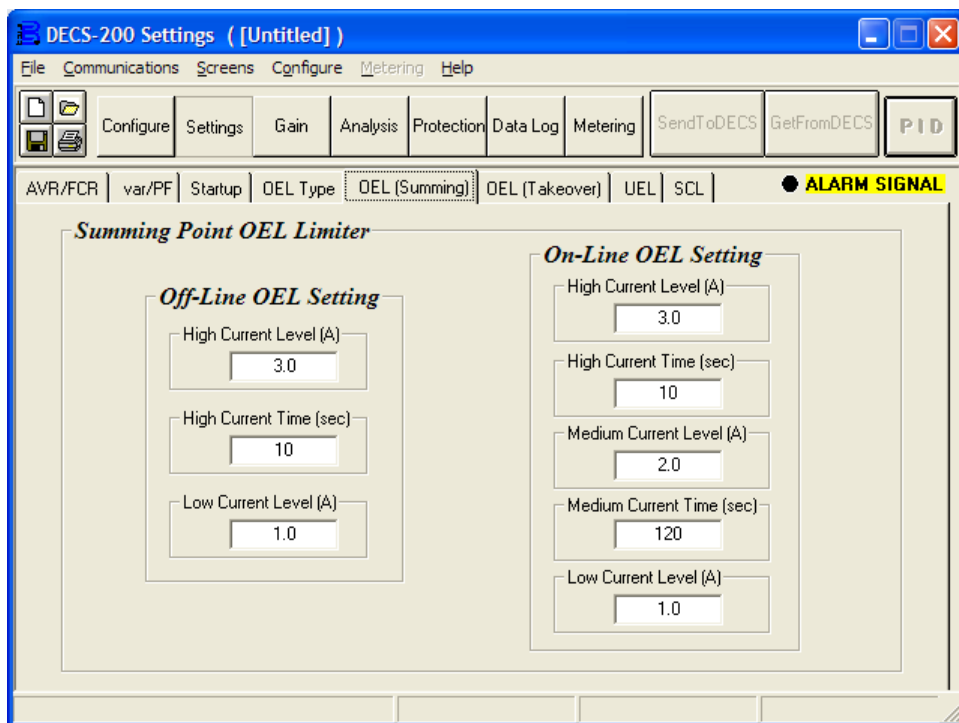 DECS-200 Settings ( [Untitled] )
File Communications Screens Configure Metering Help
Configure Settings Gain Analysis Protection Data Log Metering SendToDECS GetFromDECS PID
AVR/FCR var/PF Startup OEL Type OEL (Summing) OEL (Takeover) UEL SCL ALARM SIGNAL
Summing Point OEL Limiter
Off-Line OEL Setting
High Current Level (A)
3.0
High Current Time (sec)
10
Low Current Level (A)
1.0
On-Line OEL Setting
High Current Level (A)
3.0
High Current Time (sec)
10
Medium Current Level (A)
2.0
Medium Current Time (sec)
120
Low Current Level (A)
1.0